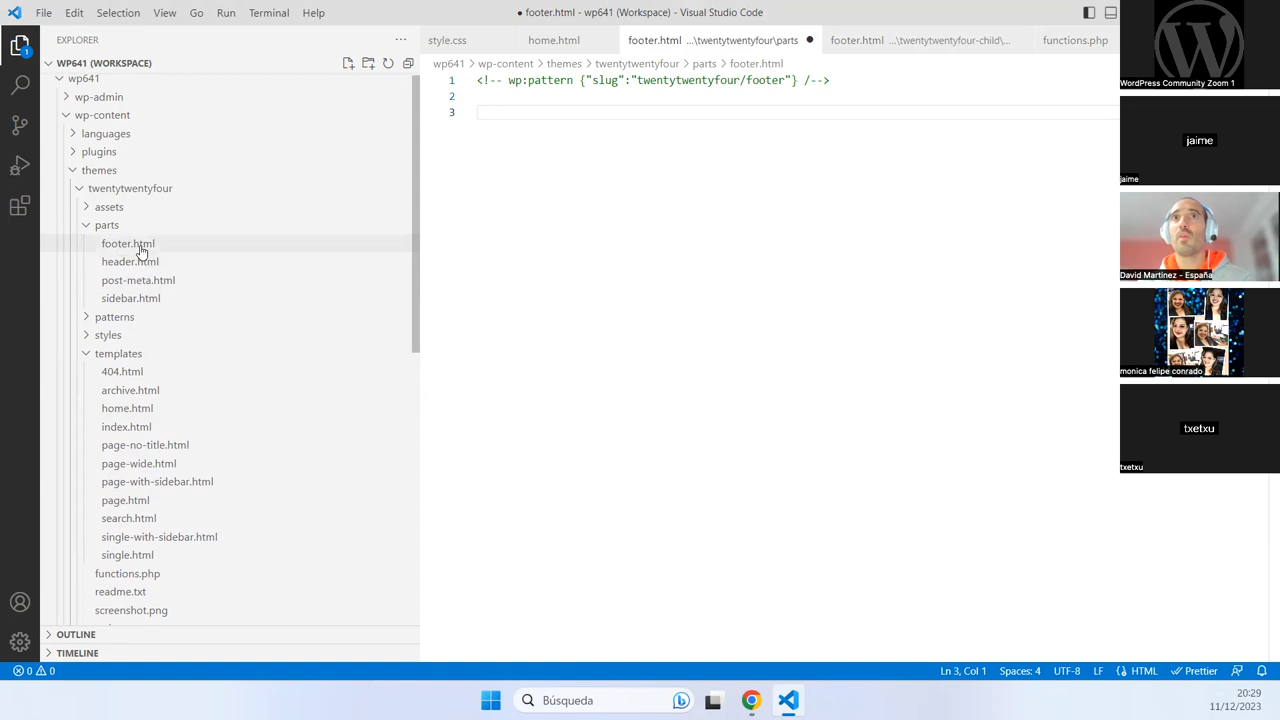 File Edit Selection View Go Run Terminal Help
● footer.html - wp641 (Workspace) - Visual Studio Code
EXPLORER
WP641 (WORKSPACE)
wp641
wp-admin
wp-content
languages
plugins
themes
twentytwentyfour
assets
parts
footer.html
header.html
post-meta.html
sidebar.html
patterns
styles
templates
404.html
archive.html
home.html
index.html
page-no-title.html
page-wide.html
page-with-sidebar.html
page.html
search.html
single-with-sidebar.html
single.html
functions.php
readme.txt
screenshot.png
OUTLINE
TIMELINE
1
style.css home.html footer.html ...\twentytwentyfour\parts ● footer.html ...\twentytwentyfour-child\... functions.php
wp641 > wp-content > themes > twentytwentyfour > parts > footer.html
1 <!-- wp:pattern {"slug":"twentytwentyfour/footer"} /-->
2
3
WordPress Community Zoom 1
jaime
jaime
David Martinez - España
monica felipe conrado
txetxu
txetxu
0 0 Ln 3, Col 1 Spaces: 4 UTF-8 LF HTML Prettier
Búsqueda
20:29
11/12/2023